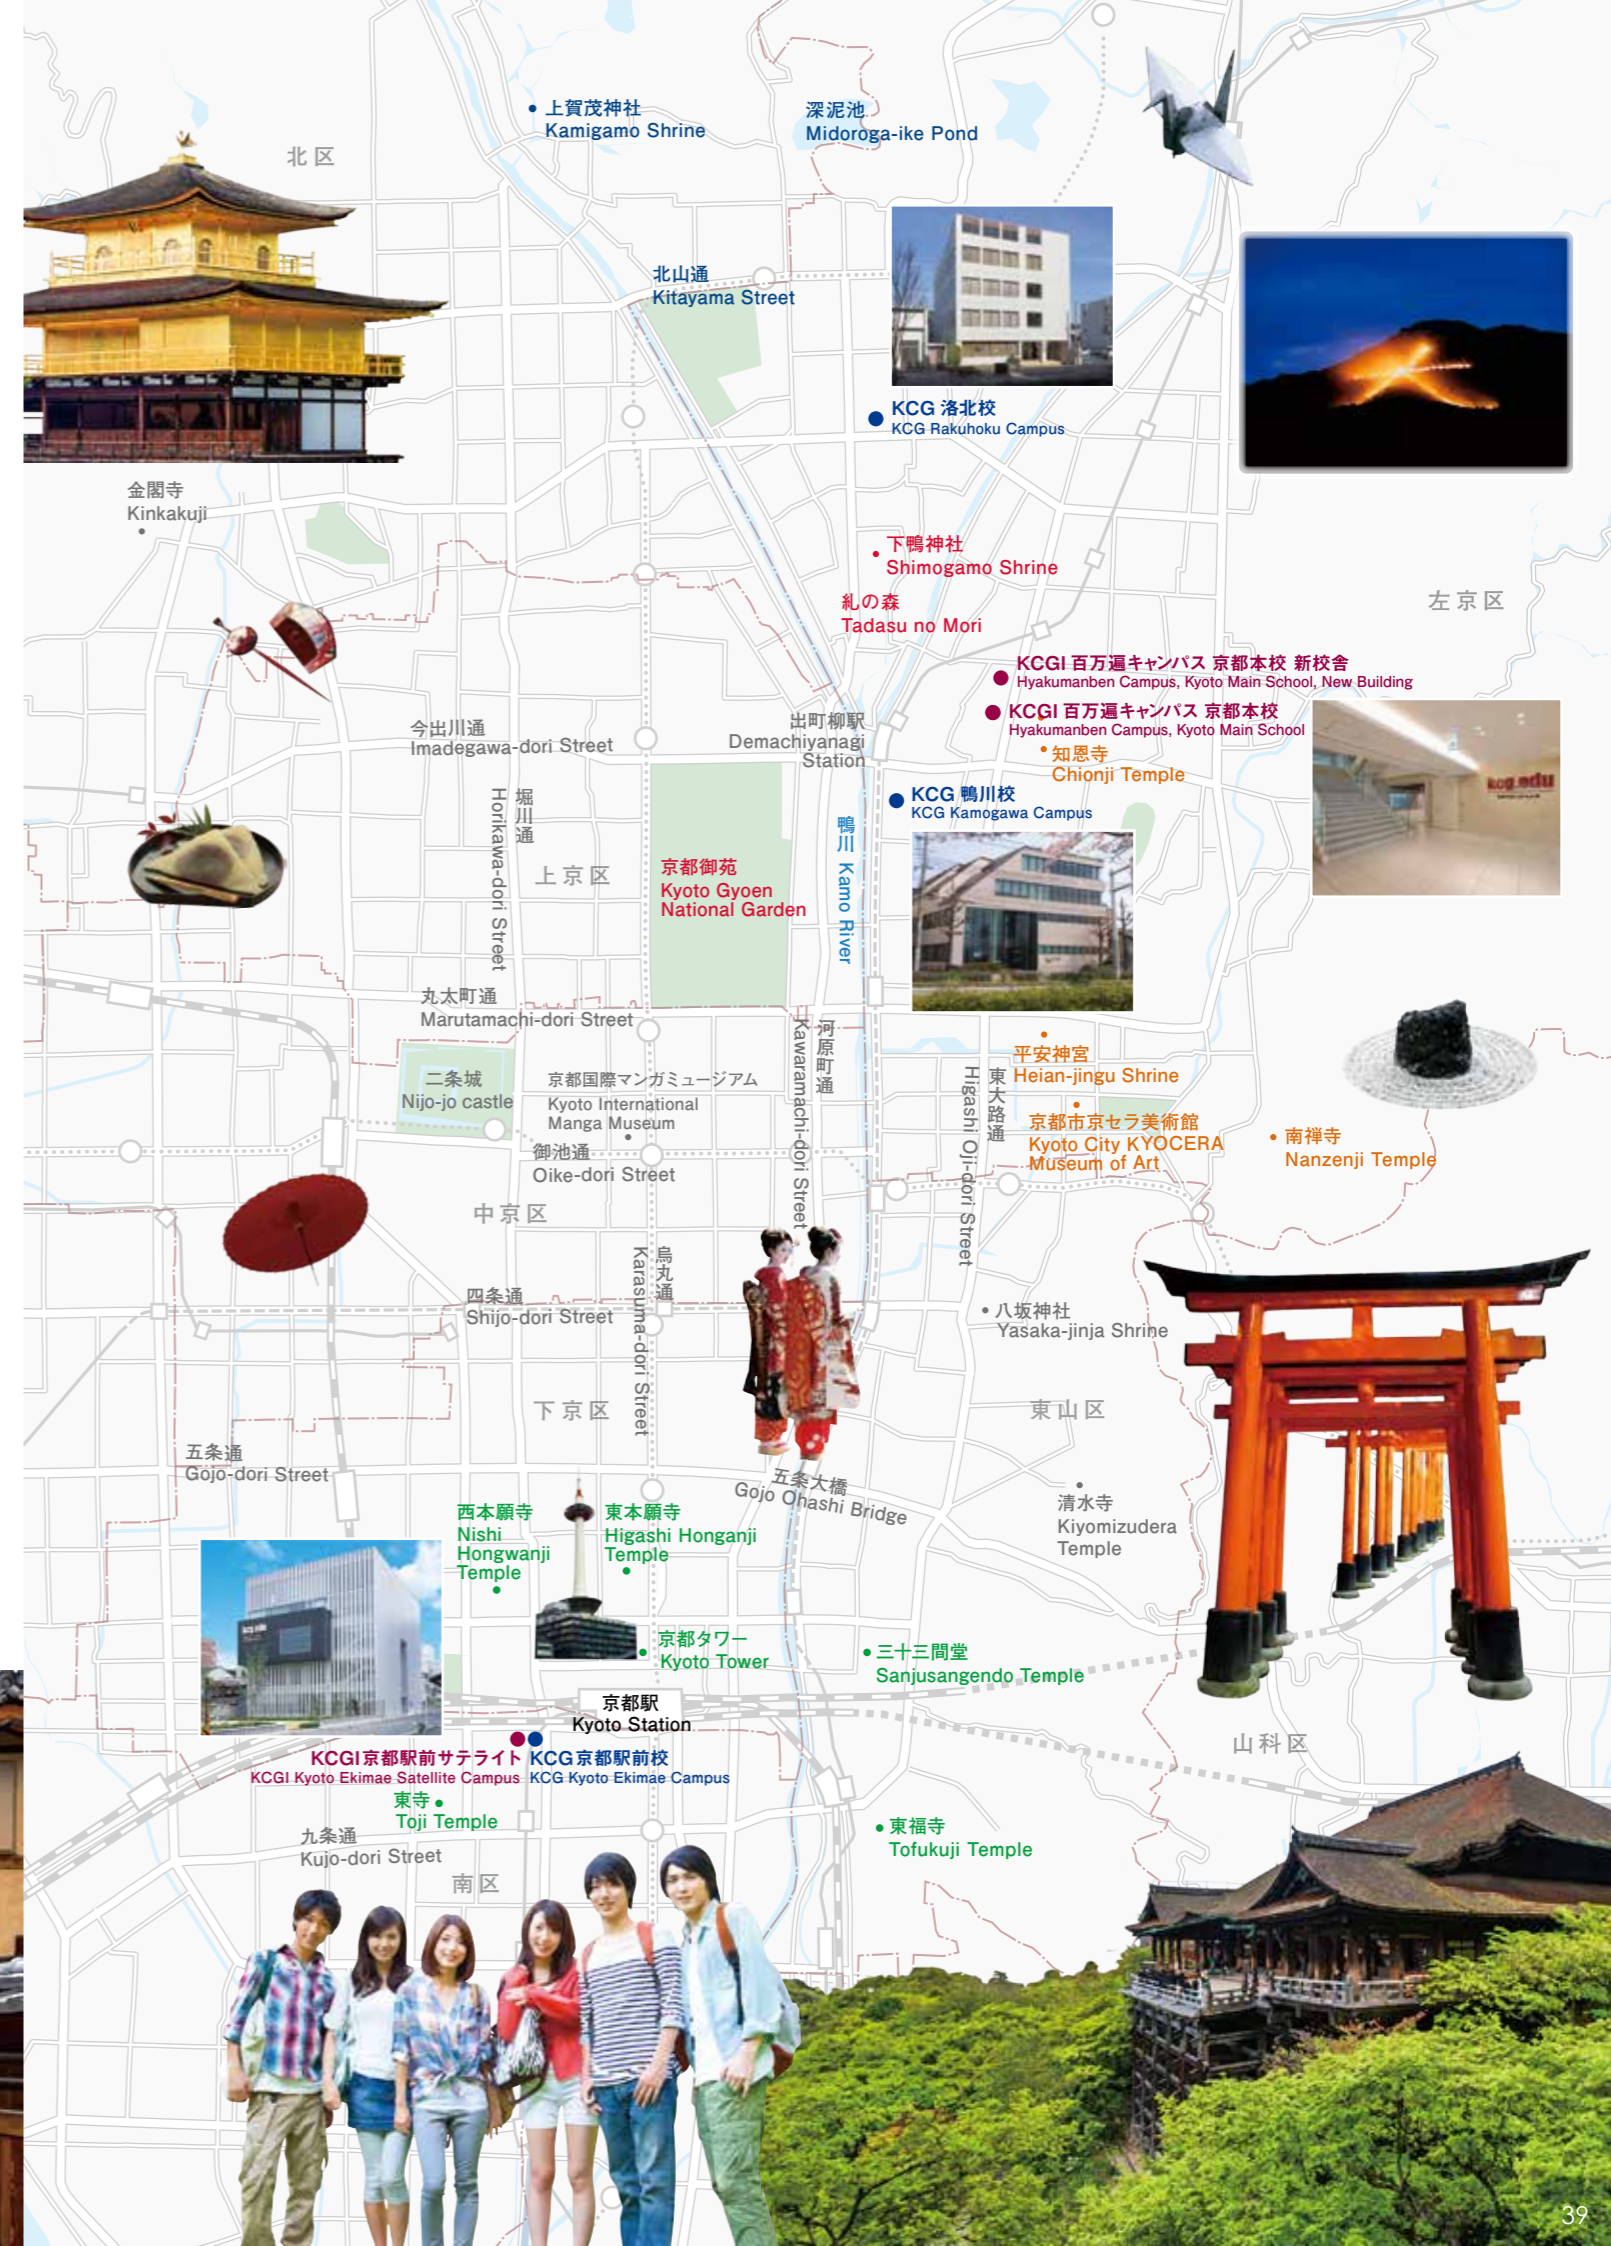 上賀茂神社
Kamigamo Shrine
深泥池
Midoroga-ike Pond
北区
北山通
Kitayama Street
KCG 洛北校
KCG Rakuhoku Campus
金閣寺
Kinkakuji
下鴨神社
Shimogamo Shrine
糺の森
Tadasu no Mori
左京区
KCGI 百万遍キャンパス 京都本校 新校舎
Hyakumanben Campus, Kyoto Main School, New Building
KCGI 百万遍キャンパス 京都本校
Hyakumanben Campus, Kyoto Main School
今出川通
Imadegawa-dori Street
出町柳駅
Demachiyanagi
Station
知恩寺
Chionji Temple
kcg.edu
KCG 鴨川校
KCG Kamogawa Campus
堀川通
Horikawa-dori Street
上京区
京都御苑
Kyoto Gyoen
National Garden
鴨川 Kamo River
丸太町通
Marutamachi-dori Street
河原町通
Kawaramachi-dori Street
平安神宮
Heian-jingu Shrine
東大路通
Higashi Oji-dori Street
二条城
Nijo-jo castle
京都国際マンガミュージアム
Kyoto International
Manga Museum
京都市京セラ美術館
Kyoto City KYOCERA
Museum of Art
南禅寺
Nanzenji Temple
御池通
Oike-dori Street
中京区
烏丸通
Karasuma-dori Street
四条通
Shijo-dori Street
八坂神社
Yasaka-jinja Shrine
下京区
東山区
五条通
Gojo-dori Street
五条大橋
Gojo Ohashi Bridge
清水寺
Kiyomizudera
Temple
西本願寺
Nishi
Hongwanji
Temple
東本願寺
Higashi Honganji
Temple
京都タワー
Kyoto Tower
三十三間堂
Sanjusangendo Temple
京都駅
Kyoto Station
山科区
KCGI京都駅前サテライト
KCGI Kyoto Ekimae Satellite Campus
KCG京都駅前校
KCG Kyoto Ekimae Campus
東寺
Toji Temple
東福寺
Tofukuji Temple
九条通
Kujo-dori Street
南区
39